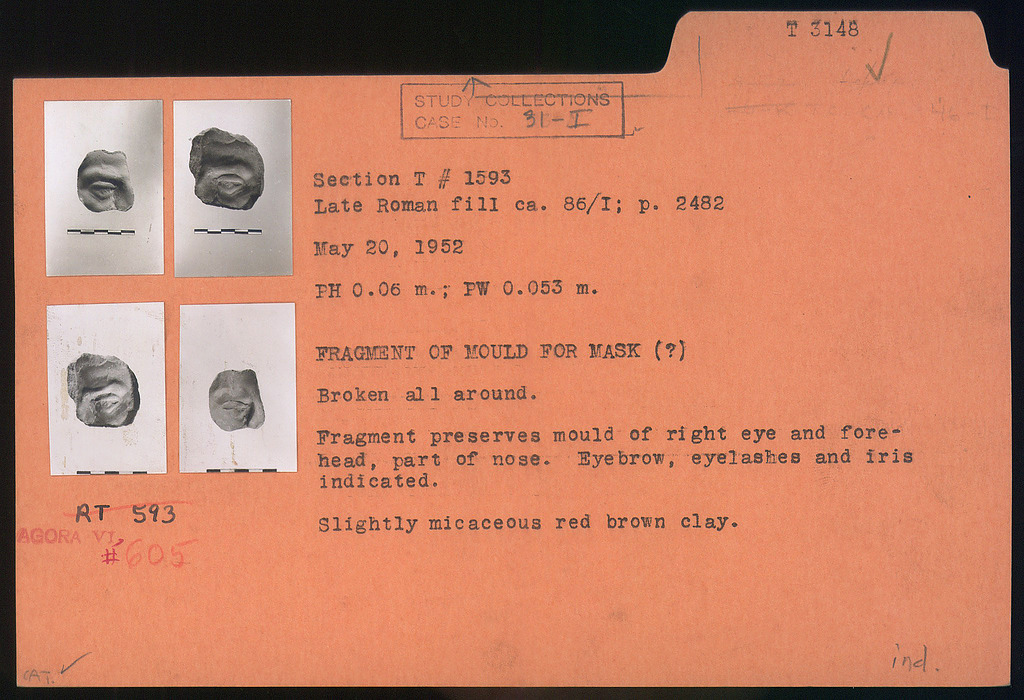 T 3148
STUDY COLLECTIONS
CASE No. 31-I
Section T # 1593
Late Roman fill ca. 86/I; p. 2482
May 20, 1952
PH 0.06 m.; PW 0.053 m.
FRAGMENT OF MOULD FOR MASK (?)
Broken all around.
Fragment preserves mould of right eye and fore-
head, part of nose. Eyebrow, eyelashes and iris
indicated.
Slightly micaceous red brown clay.
RT 593
AGORA VI,
#605
CAT. ✓
ind.